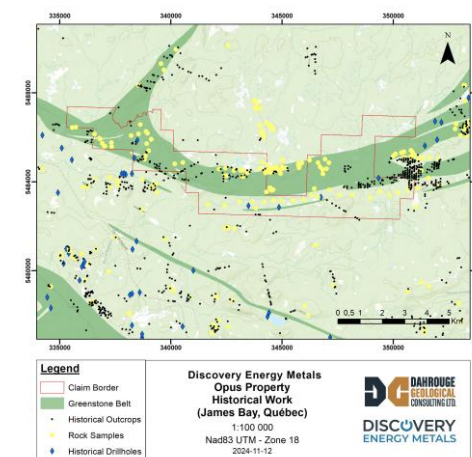 335000 340000 345000 350000
N
5488000
5484000
5480000
0 0.5 1 2 3 4 5
Km
335000 340000 345000 350000
Legend
Claim Border
Greenstone Belt
Historical Outcrops
Rock Samples
Historical Drillholes
Discovery Energy Metals
Opus Property
Historical Work
(James Bay, Québec)
1:100 000
Nad83 UTM - Zone 18
2024-11-12
DAHROUGE
GEOLOGICAL
CONSULTING LTD.
DISCOVERY
ENERGY METALS